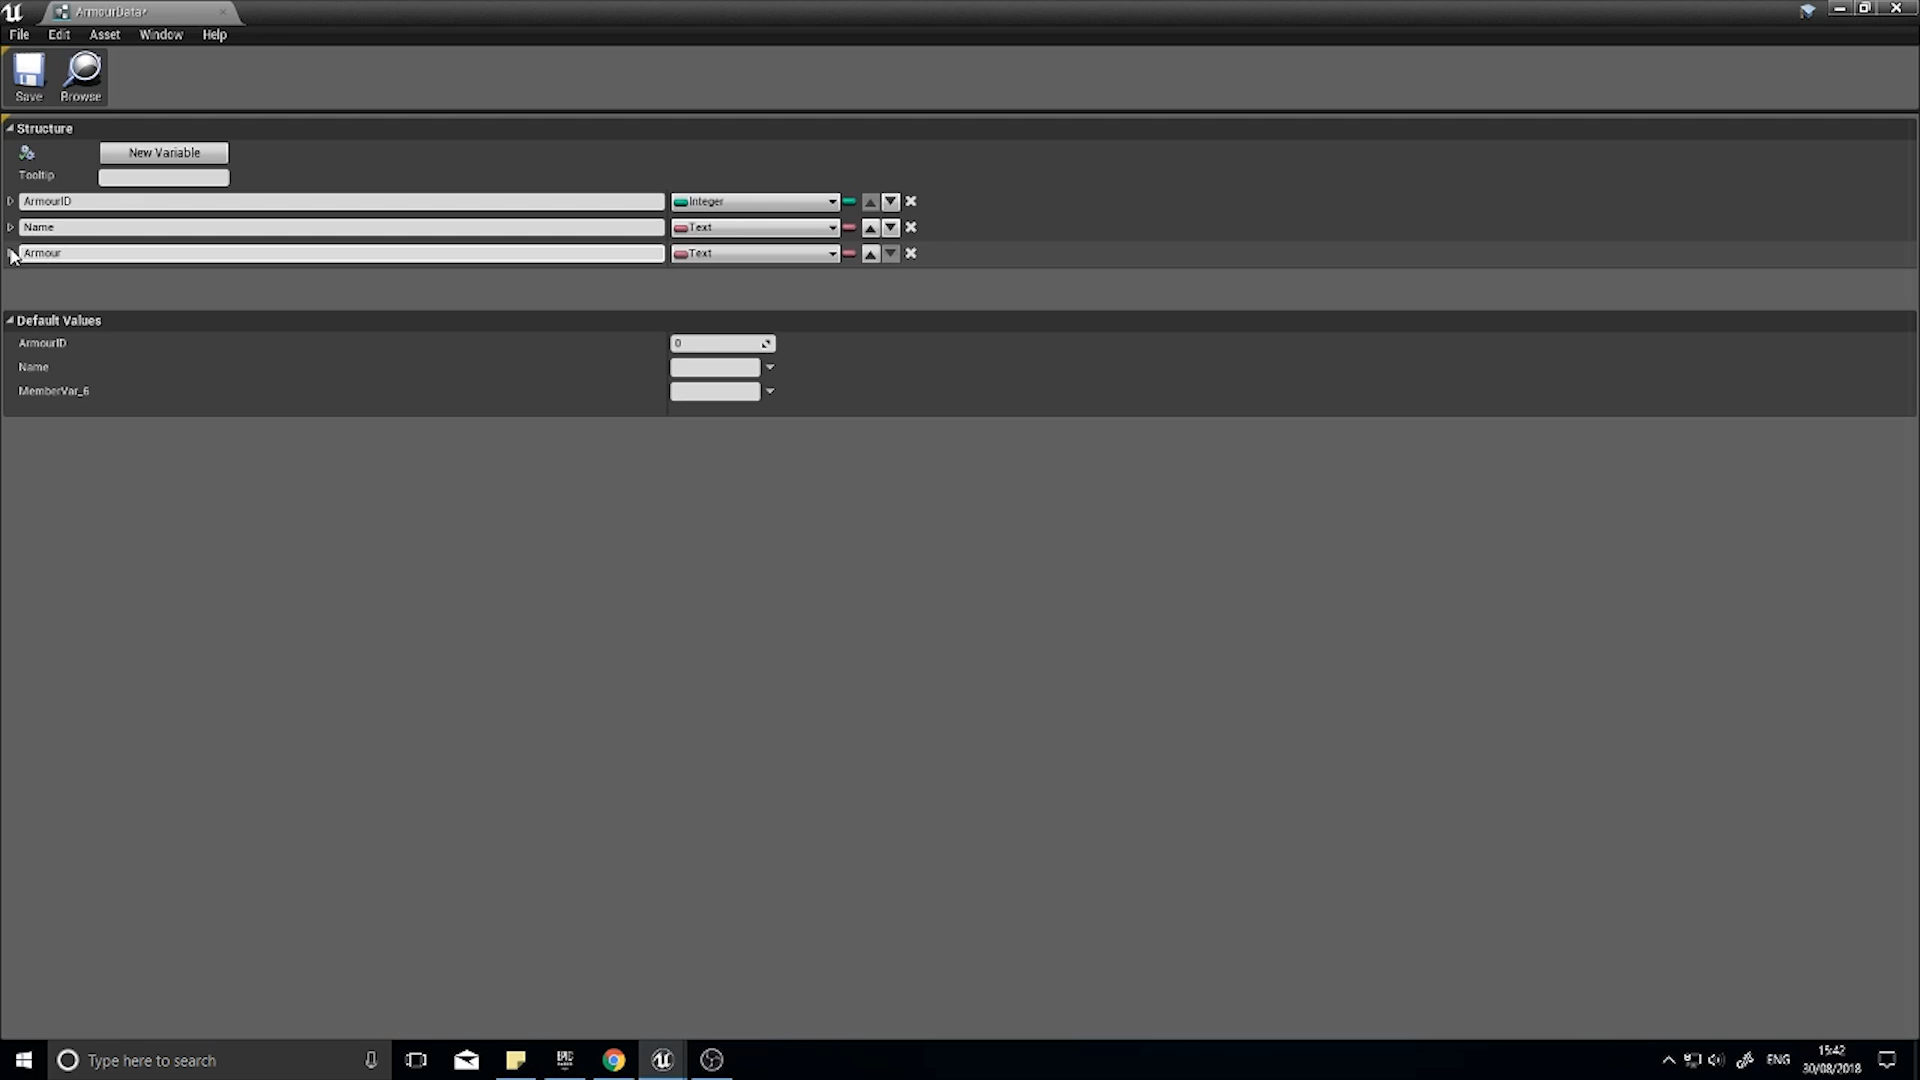 ArmourData*
File Edit Asset Window Help
Save Browse
Structure
New Variable
Tooltip
ArmourID Integer
Name Text
Armour Text
Default Values
ArmourID 0
Name
MemberVar_6
Type here to search
EPIC
ENG
15:42
30/08/2018